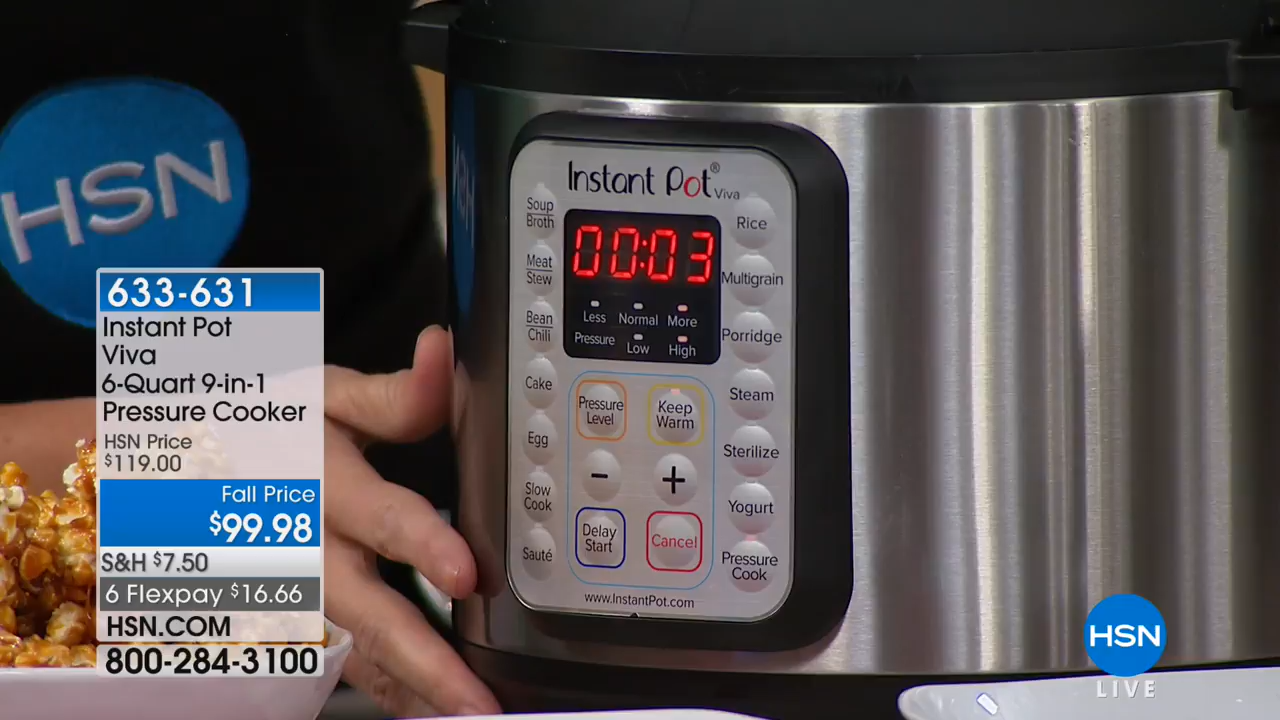 HSN
633-631
Instant Pot
Viva
6-Quart 9-in-1
Pressure Cooker
HSN Price
$119.00
Fall Price
$99.98
S&H $7.50
6 Flexpay $16.66
HSN.COM
800-284-3100
Instant Pot® Viva
00:03
Less Normal More
Pressure Low High
Soup
Broth
Meat
Stew
Bean
Chili
Cake
Egg
Slow
Cook
Sauté
Pressure
Level
Keep
Warm
- +
Delay
Start
Cancel
Rice
Multigrain
Porridge
Steam
Sterilize
Yogurt
Pressure
Cook
www.InstantPot.com
HSN
LIVE